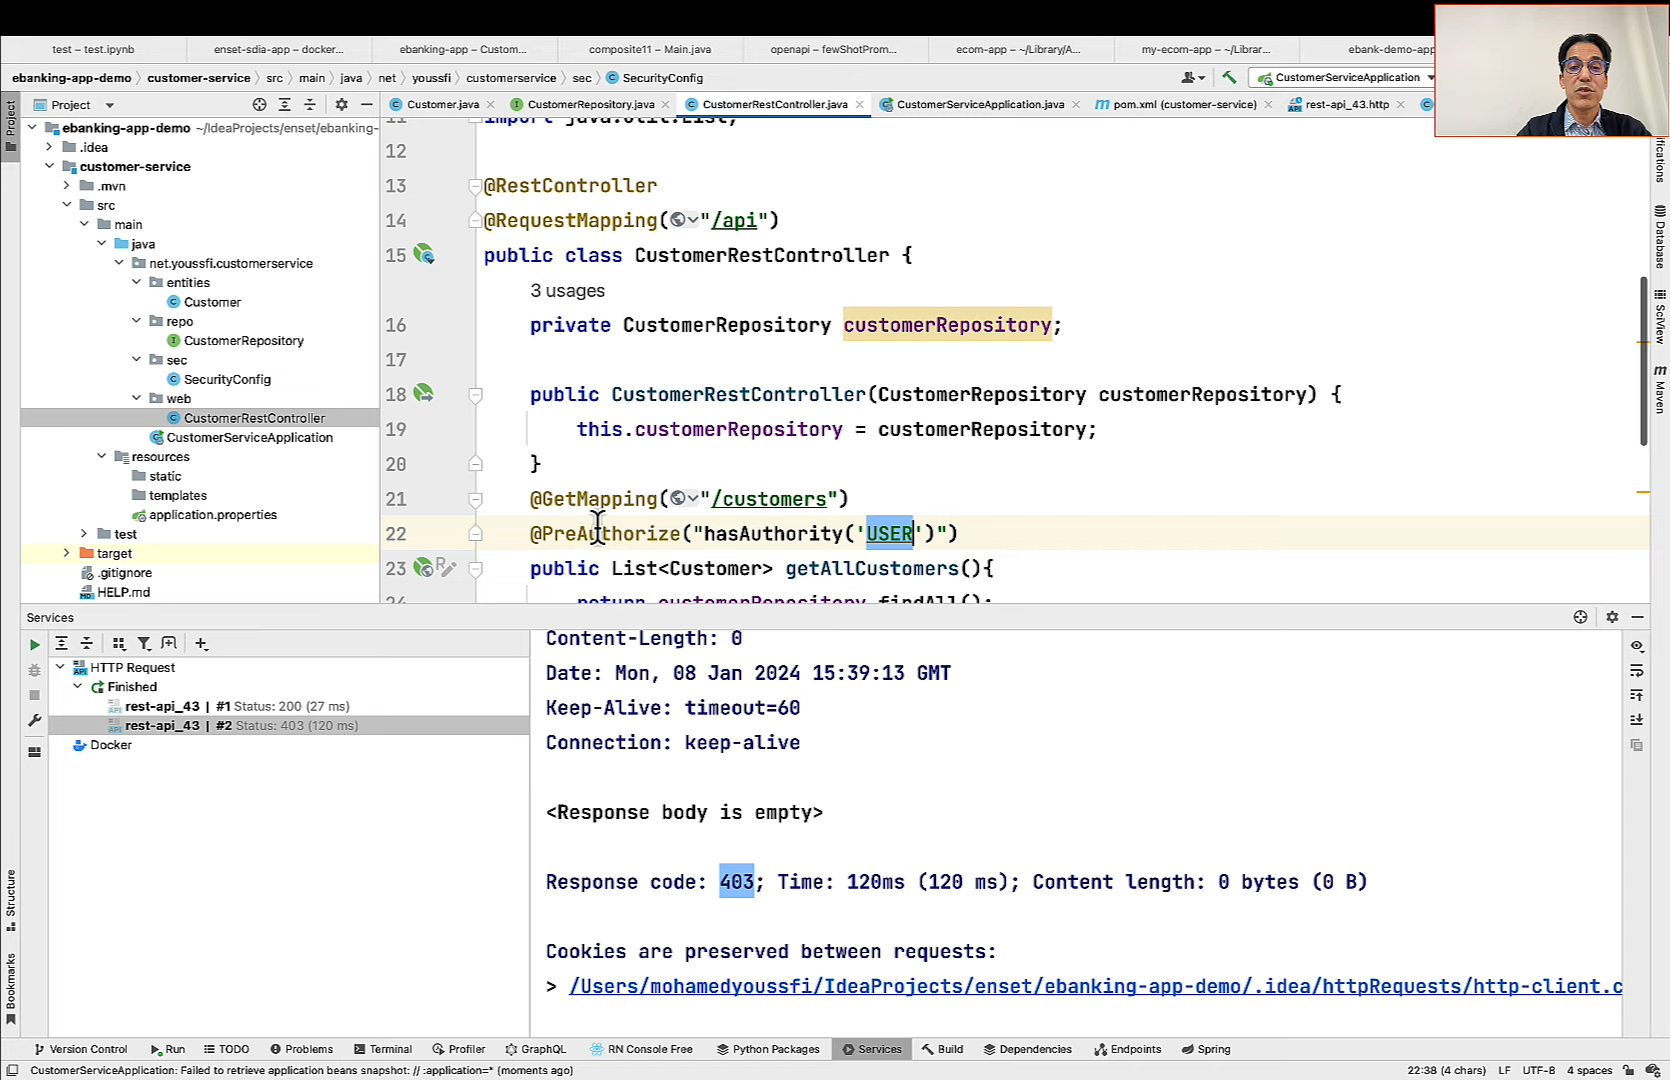 test – test.ipynb
enset-sdia-app – docker...
ebanking-app – Custom...
composite11 – Main.java
openapi – fewShotProm...
ecom-app – ~/Library/A...
my-ecom-app – ~/Librar...
ebank-demo-app
ebanking-app-demo
customer-service
src
main
java
net
youssfi
customerservice
sec
SecurityConfig
CustomerServiceApplication
Project
Customer.java
CustomerRepository.java
CustomerRestController.java
CustomerServiceApplication.java
pom.xml (customer-service)
rest-api_43.http
Project
ebanking-app-demo ~/IdeaProjects/enset/ebanking-
.idea
customer-service
.mvn
src
main
java
net.youssfi.customerservice
entities
Customer
repo
CustomerRepository
sec
SecurityConfig
web
CustomerRestController
CustomerServiceApplication
resources
static
templates
application.properties
test
target
.gitignore
HELP.md
import java.util.List;
12
13 @RestController
14 @RequestMapping("/api")
15 public class CustomerRestController {
3 usages
16 private CustomerRepository customerRepository;
17
18 public CustomerRestController(CustomerRepository customerRepository) {
19 this.customerRepository = customerRepository;
20 }
21 @GetMapping("/customers")
22 @PreAuthorize("hasAuthority('USER')")
23 public List<Customer> getAllCustomers(){
24 return customerRepository.findAll();
Database
SciView
Maven
Services
HTTP Request
Finished
rest-api_43 | #1 Status: 200 (27 ms)
rest-api_43 | #2 Status: 403 (120 ms)
Docker
Content-Length: 0
Date: Mon, 08 Jan 2024 15:39:13 GMT
Keep-Alive: timeout=60
Connection: keep-alive
<Response body is empty>
Response code: 403; Time: 120ms (120 ms); Content length: 0 bytes (0 B)
Cookies are preserved between requests:
> /Users/mohamedyoussfi/IdeaProjects/enset/ebanking-app-demo/.idea/httpRequests/http-client.c
Structure
Bookmarks
Version Control
Run
TODO
Problems
Terminal
Profiler
GraphQL
RN Console Free
Python Packages
Services
Build
Dependencies
Endpoints
Spring
CustomerServiceApplication: Failed to retrieve application beans snapshot: // :application=* (moments ago)
22:38 (4 chars)
LF
UTF-8
4 spaces